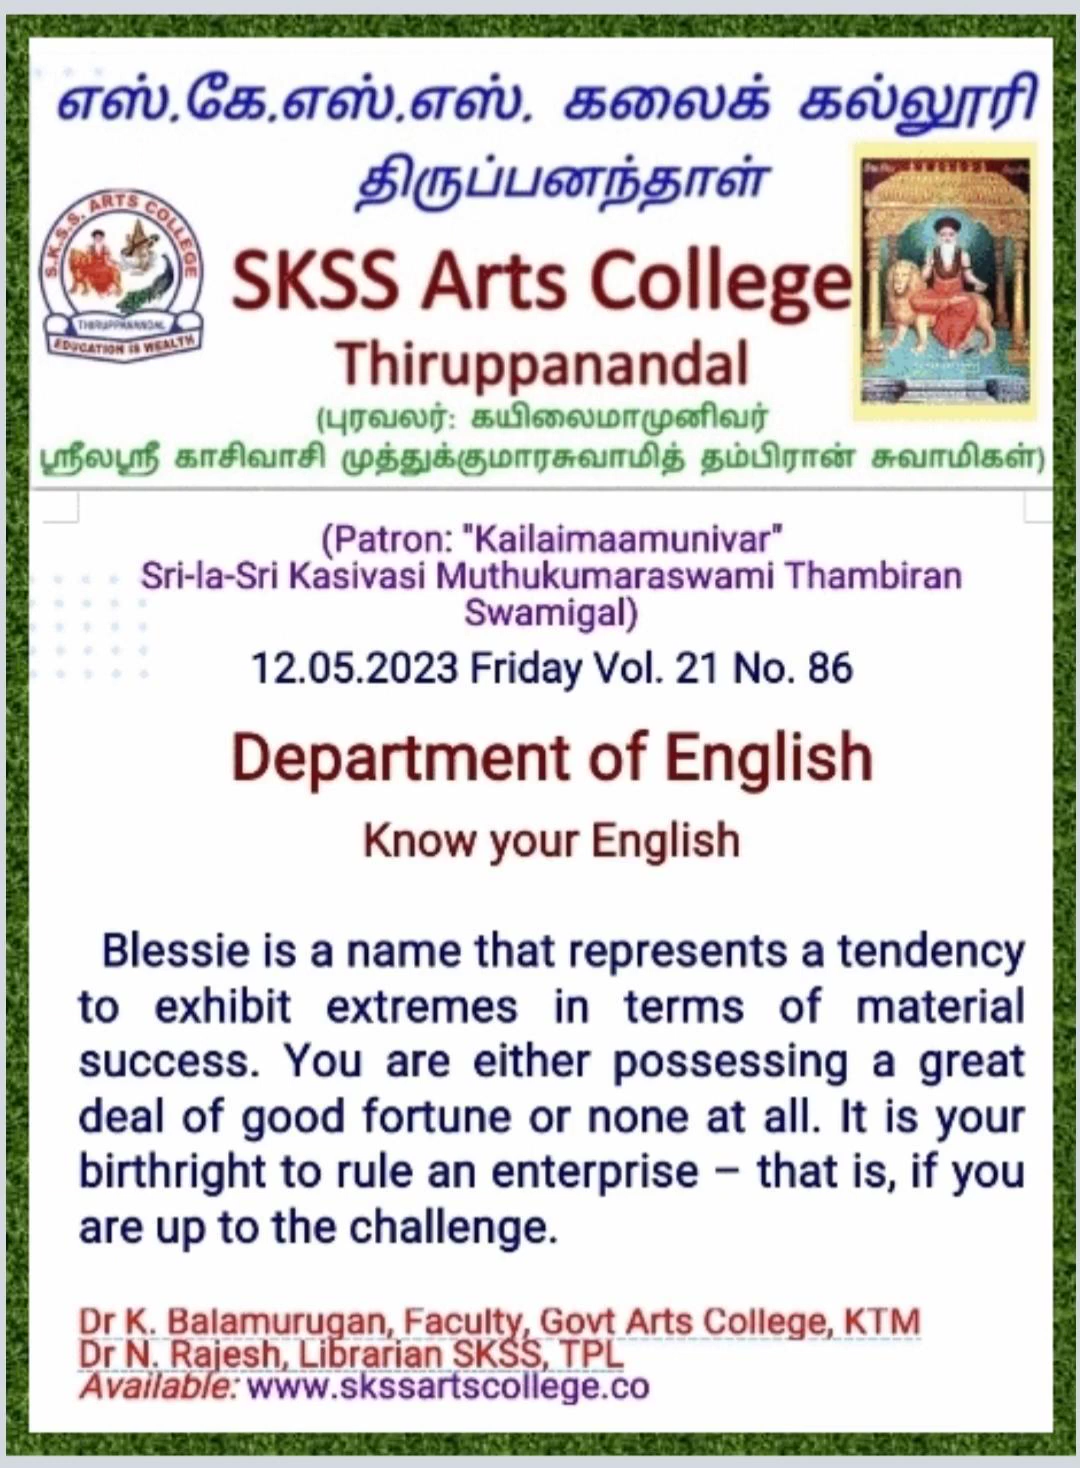 எஸ்.கே.எஸ்.எஸ். கலைக் கல்லூரி
திருப்பனந்தாள்
S.K.S.S. ARTS COLLEGE
THIRUPPANANDAL
EDUCATION IS WEALTH
SKSS Arts College
Thiruppanandal
(புரவலர்: கயிலைமாமுனிவர்
ஸ்ரீலஸ்ரீ காசிவாசி முத்துக்குமாரசுவாமித் தம்பிரான் சுவாமிகள்)
(Patron: "Kailaimaamunivar"
Sri-la-Sri Kasivasi Muthukumaraswami Thambiran
Swamigal)
12.05.2023 Friday Vol. 21 No. 86
Department of English
Know your English
Blessie is a name that represents a tendency
to exhibit extremes in terms of material
success. You are either possessing a great
deal of good fortune or none at all. It is your
birthright to rule an enterprise – that is, if you
are up to the challenge.
Dr K. Balamurugan, Faculty, Govt Arts College, KTM
Dr N. Rajesh, Librarian SKSS, TPL
Available: www.skssartscollege.co